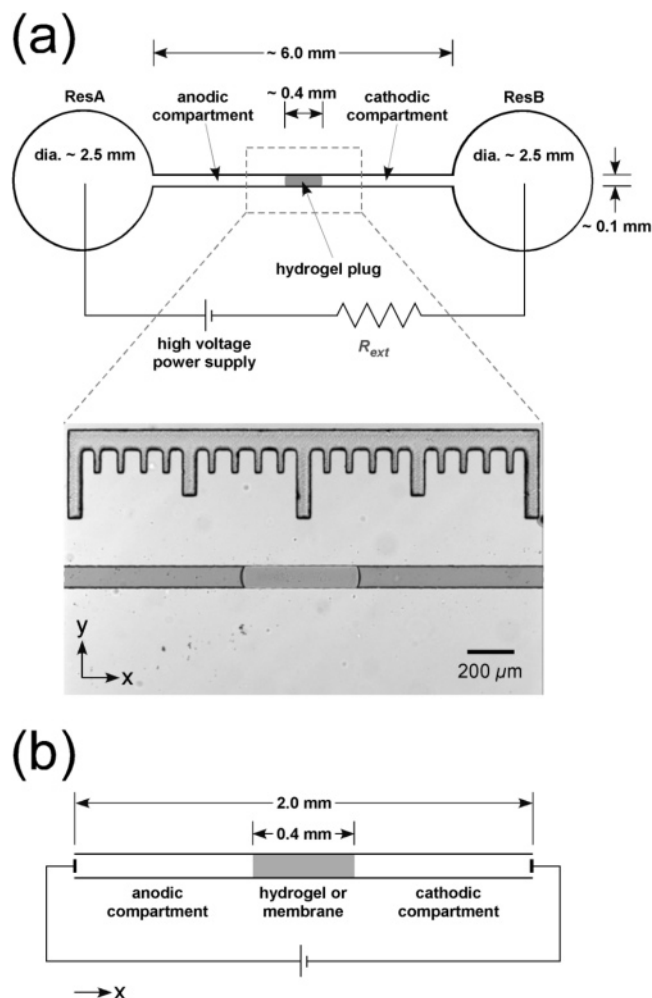 (a)
~ 6.0 mm
ResA
anodic
compartment
~ 0.4 mm
cathodic
compartment
ResB
dia. ~ 2.5 mm
dia. ~ 2.5 mm
~ 0.1 mm
hydrogel plug
high voltage
power supply
R_ext
y
x
200 µm
(b)
2.0 mm
0.4 mm
anodic
compartment
hydrogel or
membrane
cathodic
compartment
x